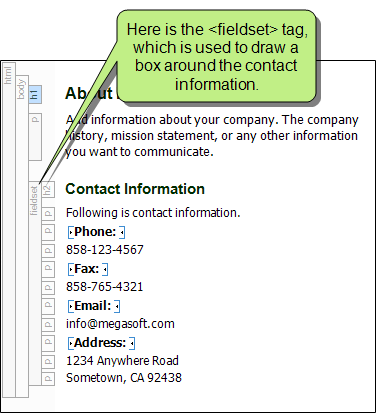 Here is the <fieldset> tag,
which is used to draw a
box around the contact
information.
html
body
h1
About
p
Add information about your company. The company
history, mission statement, or any other information
you want to communicate.
fieldset
h2
Contact Information
p
Following is contact information.
p
Phone:
p
858-123-4567
p
Fax:
p
858-765-4321
p
Email:
p
info@megasoft.com
p
Address:
p
1234 Anywhere Road
p
Sometown, CA 92438